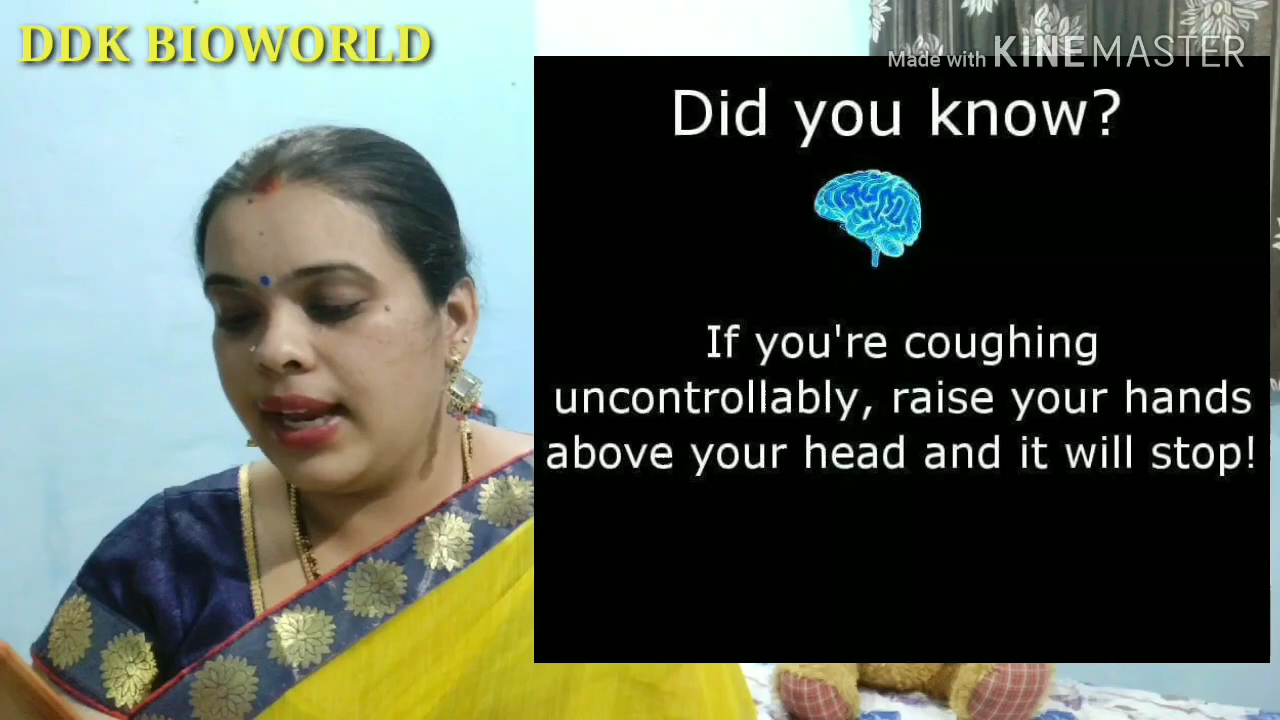 DDK BIOWORLD
Made with KINEMASTER
Did you know?
If you're coughing
uncontrollably, raise your hands
above your head and it will stop!